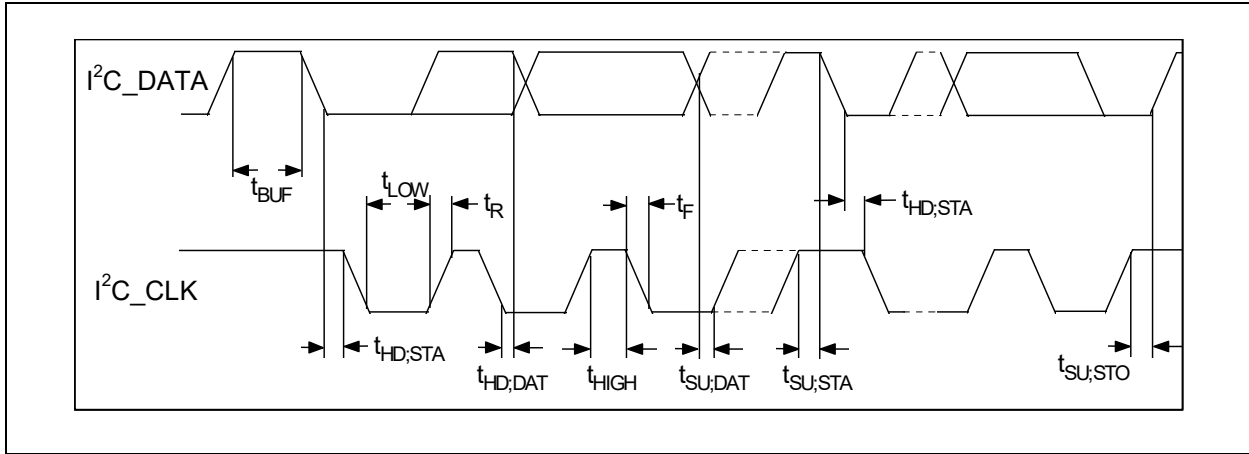 I²C_DATA
tBUF
tLOW
tR
tF
tHD;STA
I²C_CLK
tHD;STA
tHD;DAT
tHIGH
tSU;DAT
tSU;STA
tSU;STO